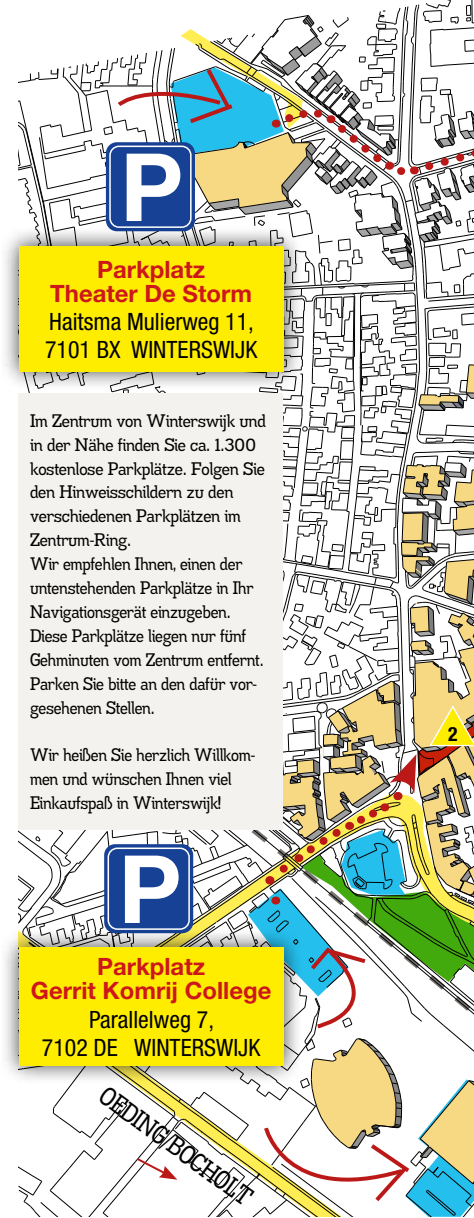 P
Parkplatz
Theater De Storm
Haitsma Mulierweg 11,
7101 BX WINTERSWIJK
Im Zentrum von Winterswijk und
in der Nähe finden Sie ca. 1.300
kostenlose Parkplätze. Folgen Sie
den Hinweisschildern zu den
verschiedenen Parkplätzen im
Zentrum-Ring.
Wir empfehlen Ihnen, einen der
untenstehenden Parkplätze in Ihr
Navigationsgerät einzugeben.
Diese Parkplätze liegen nur fünf
Gehminuten vom Zentrum entfernt.
Parken Sie bitte an den dafür vor-
gesehenen Stellen.
Wir heißen Sie herzlich Willkom-
men und wünschen Ihnen viel
Einkaufspaß in Winterswijk!
2
P
Parkplatz
Gerrit Komrij College
Parallelweg 7,
7102 DE WINTERSWIJK
OEDING/BOCHOLT